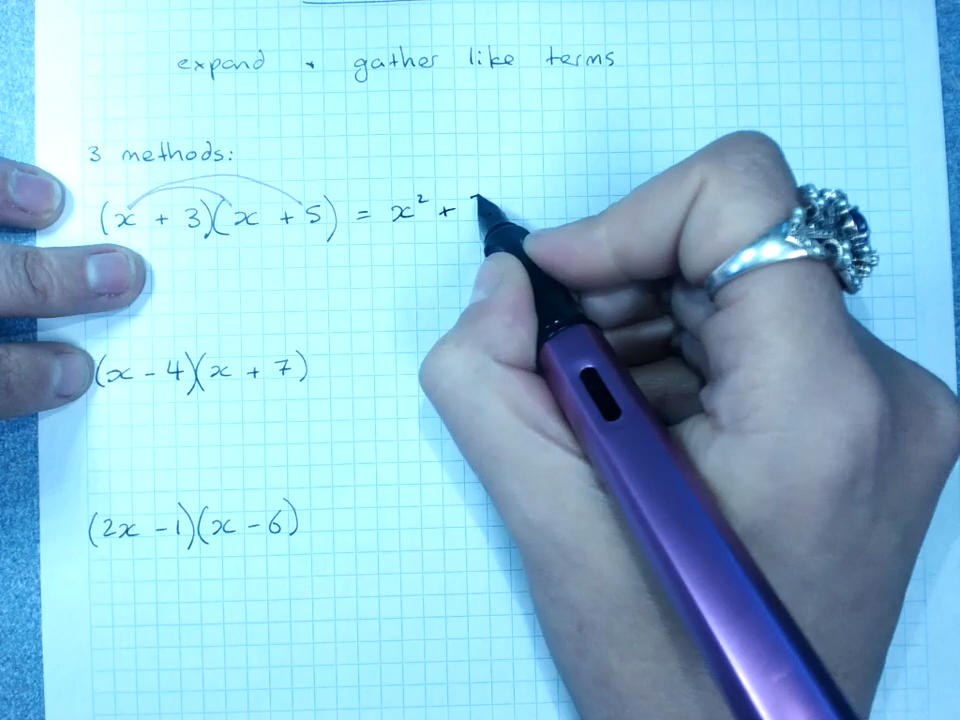 expand + gather like terms
3 methods:
(x + 3)(x + 5) = x² +
(x - 4)(x + 7)
(2x - 1)(x - 6)